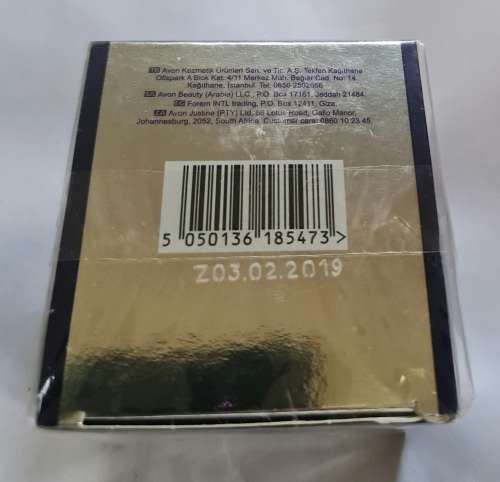 TR Avon Kozmetik Ürünleri San. ve Tic. A.Ş. Tekfen Kağıthane
Ofispark A Blok Kat: 4/11 Merkez Mah. Bağlar Cad. No: 14
Kağıthane, İstanbul. Tel: 0850 2502966
SA Avon Beauty (Arabia) LLC., P.O. Box 17161, Jeddah 21484.
EG Forem INTL trading, P.O. Box 12411, Giza.
ZA Avon Justine (PTY) Ltd, 66 Lotus Road, Gallo Manor,
Johannesburg, 2052, South Africa. Customer care: 0860 10 23 45.
5 050136 185473>
Z03.02.2019